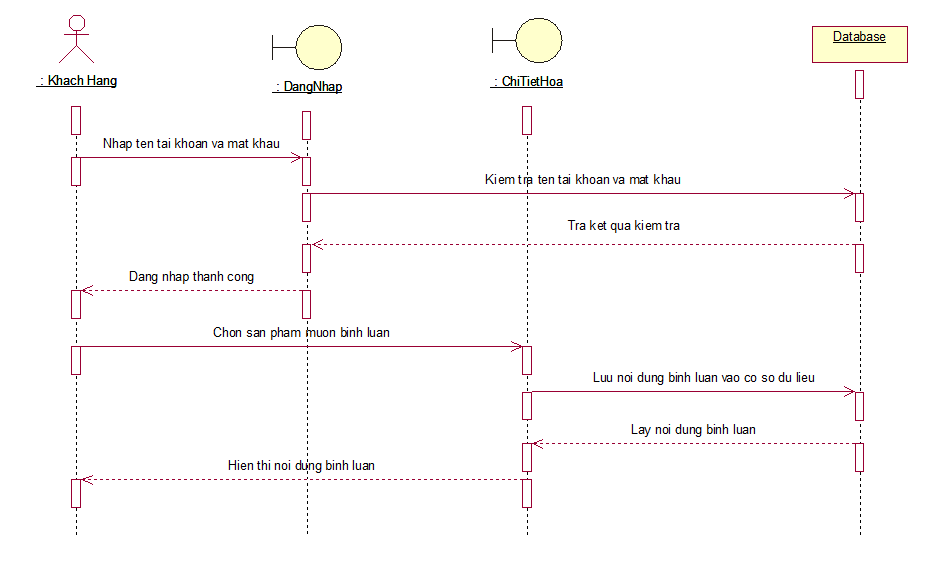 : Khach Hang
: DangNhap
: ChiTietHoa
Database
Nhap ten tai khoan va mat khau
Kiem tra ten tai khoan va mat khau
Tra ket qua kiem tra
Dang nhap thanh cong
Chon san pham muon binh luan
Luu noi dung binh luan vao co so du lieu
Lay noi dung binh luan
Hien thi noi dung binh luan